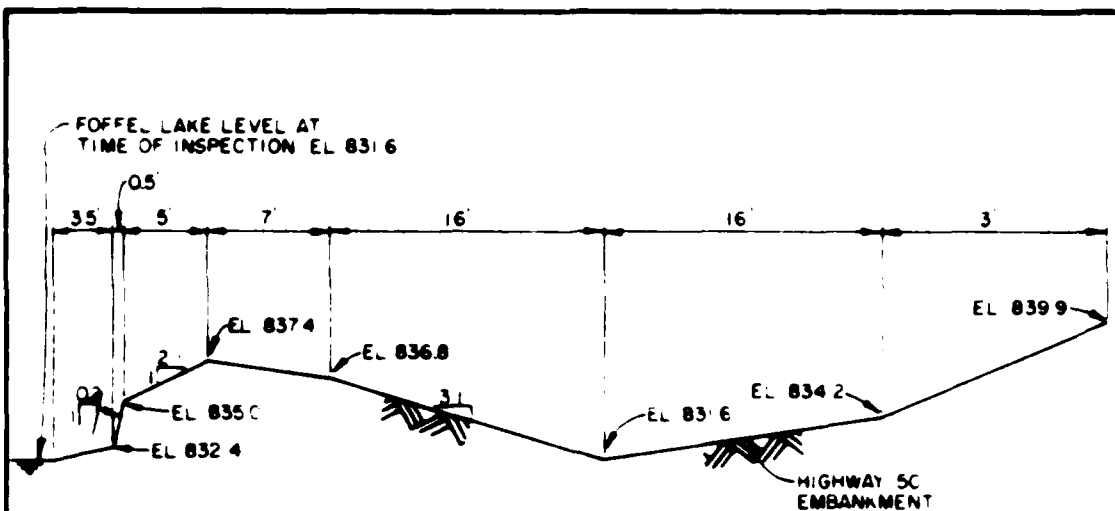 FOFFEL LAKE LEVEL AT
TIME OF INSPECTION EL 831 6
0.5'
3 5'
5'
7'
16'
16'
3'
EL 837 4
EL 836.8
EL 839 9
EL 834 2
2
1
0.2
1
EL 835 0
EL 832 4
3
1
EL 831 6
HIGHWAY 50
EMBANKMENT